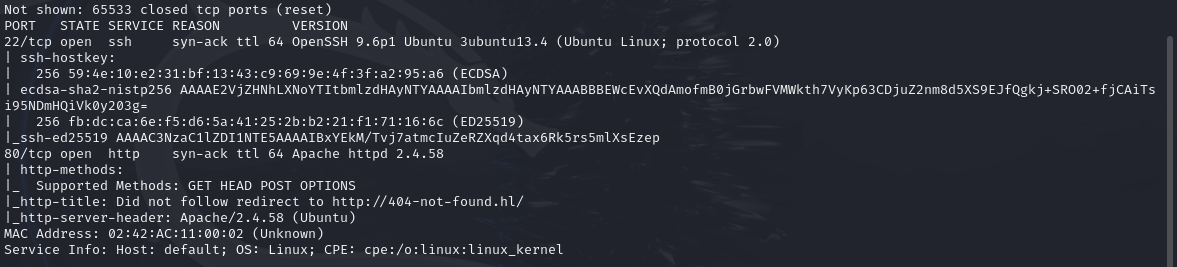 Not shown: 65533 closed tcp ports (reset)
PORT   STATE SERVICE REASON         VERSION
22/tcp open  ssh     syn-ack ttl 64 OpenSSH 9.6p1 Ubuntu 3ubuntu13.4 (Ubuntu Linux; protocol 2.0)
| ssh-hostkey:
|   256 59:4e:10:e2:31:bf:13:43:c9:69:9e:4f:3f:a2:95:a6 (ECDSA)
| ecdsa-sha2-nistp256 AAAAE2VjZHNhLXNoYTItbmlzdHAyNTYAAAAIbmlzdHAyNTYAAABBBEWcEvXQdAmofmB0jGrbwFVMWkth7VyKp63CDjuZ2nm8d5XS9EJfQgkj+SRO02+fjCAiTs
i95NDmHQiVk0y203g=
|   256 fb:dc:ca:6e:f5:d6:5a:41:25:2b:b2:21:f1:71:16:6c (ED25519)
|_ssh-ed25519 AAAAC3NzaC1lZDI1NTE5AAAAIBxYEkM/Tvj7atmcIuZeRZXqd4tax6Rk5rs5mlXsEzep
80/tcp open  http    syn-ack ttl 64 Apache httpd 2.4.58
| http-methods:
|_  Supported Methods: GET HEAD POST OPTIONS
|_http-title: Did not follow redirect to http://404-not-found.hl/
|_http-server-header: Apache/2.4.58 (Ubuntu)
MAC Address: 02:42:AC:11:00:02 (Unknown)
Service Info: Host: default; OS: Linux; CPE: cpe:/o:linux:linux_kernel